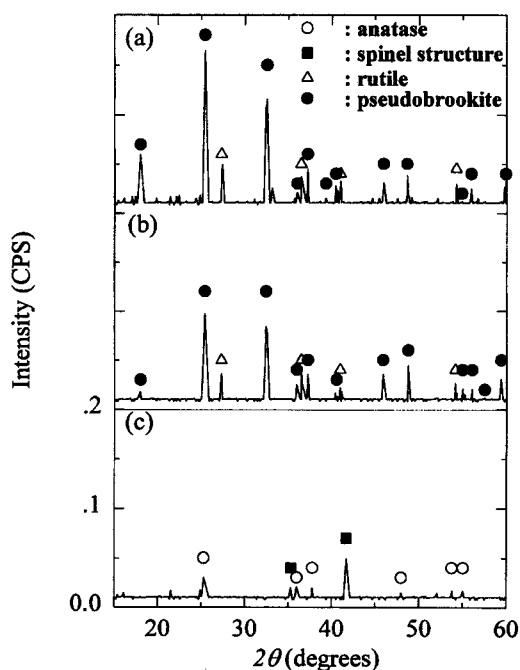 (a)
○ : anatase
■ : spinel structure
△ : rutile
● : pseudobrookite
(b)
Intensity (CPS)
.2
(c)
.1
0.0
20 30 40 50 60
2θ (degrees)